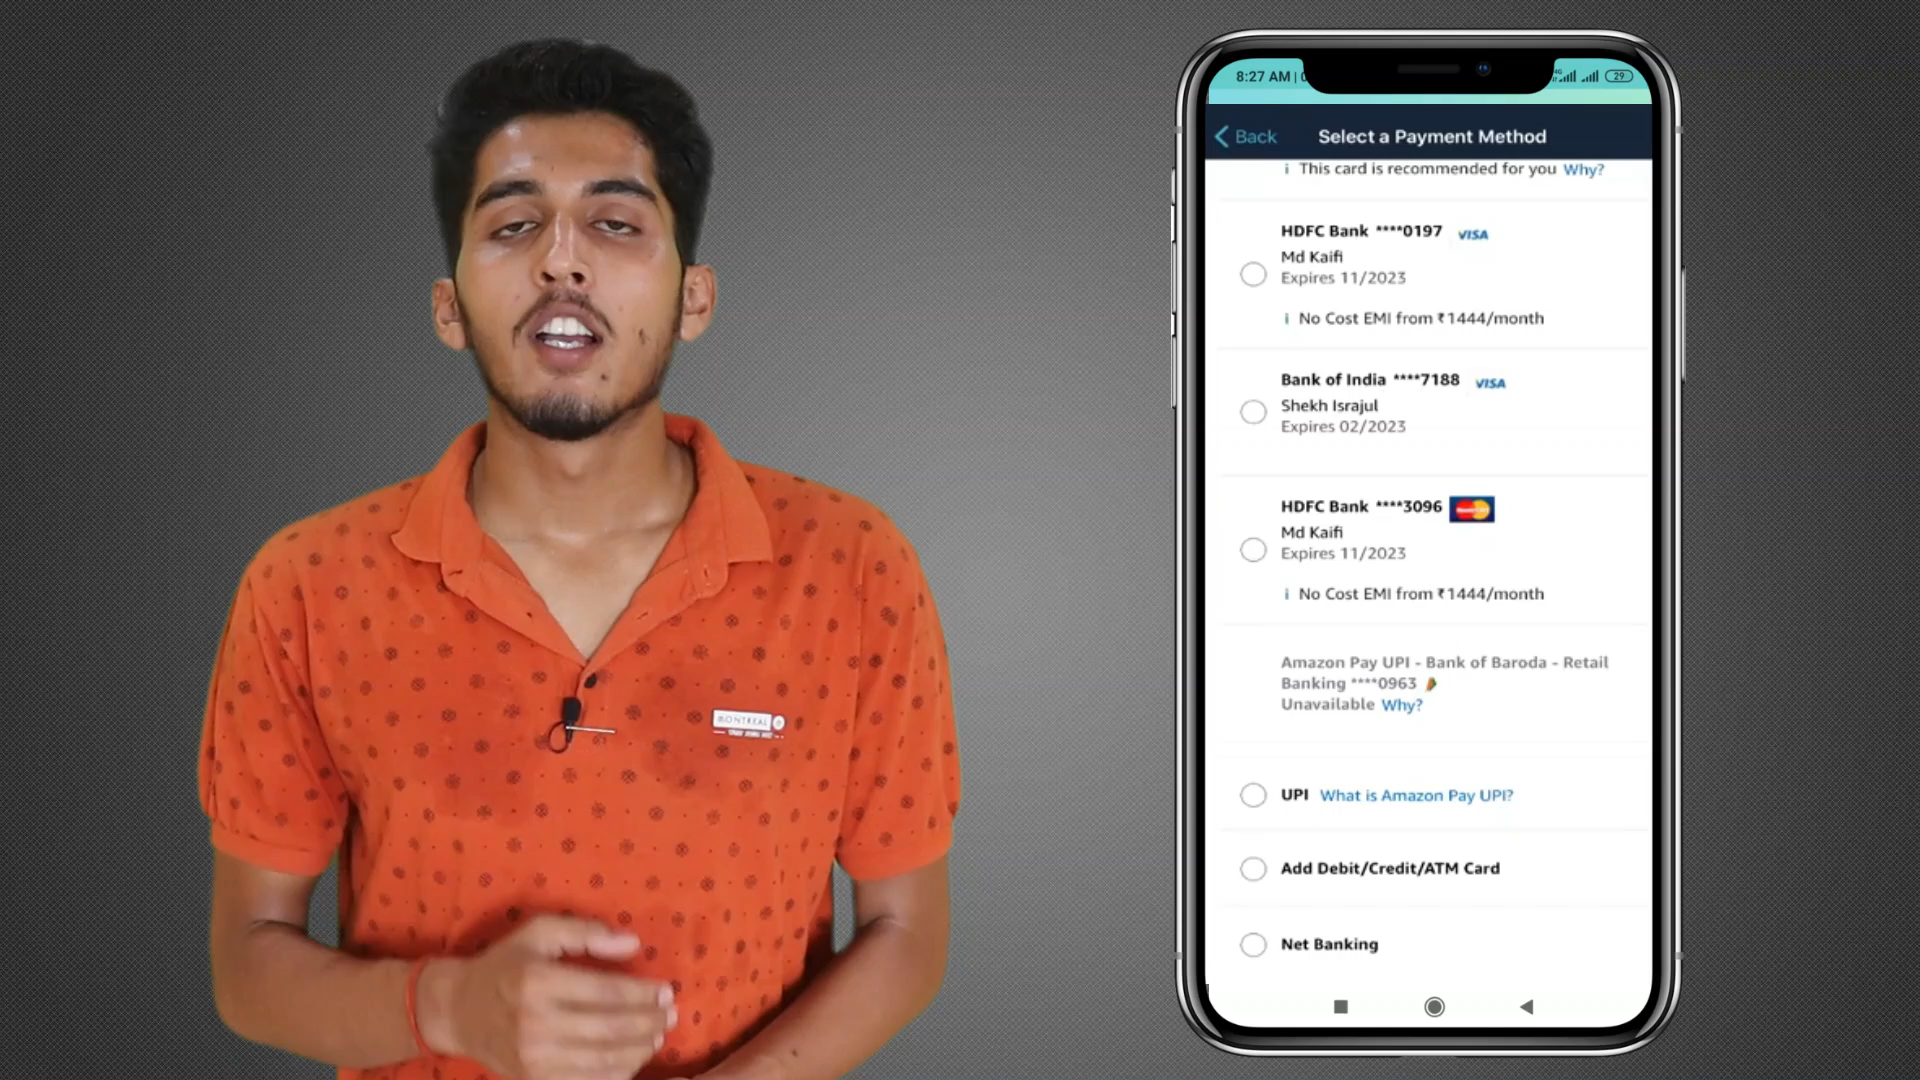 8:27 AM |
29
Back
Select a Payment Method
i This card is recommended for you Why?
HDFC Bank ****0197 VISA
Md Kaifi
Expires 11/2023
i No Cost EMI from ₹1444/month
Bank of India ****7188 VISA
Shekh Israjul
Expires 02/2023
HDFC Bank ****3096
Md Kaifi
Expires 11/2023
i No Cost EMI from ₹1444/month
Amazon Pay UPI - Bank of Baroda - Retail
Banking ****0963
Unavailable Why?
UPI What is Amazon Pay UPI?
Add Debit/Credit/ATM Card
Net Banking
MONTREAL